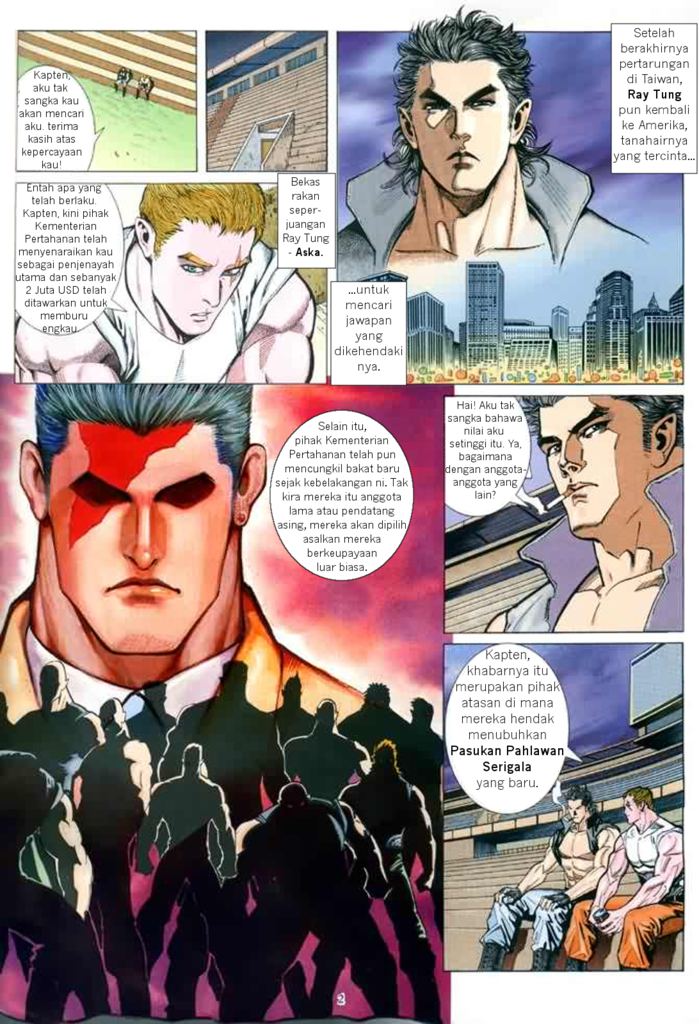 Setelah
berakhirnya
pertarungan
di Taiwan,
Ray Tung
pun kembali
ke Amerika,
tanahairnya
yang tercinta...
...untuk
mencari
jawapan
yang
dikehendaki
nya.
Kapten,
aku tak
sangka kau
akan mencari
aku. terima
kasih atas
kepercayaan
kau!
Bekas
rakan
seper-
juangan
Ray Tung
- Aska.
Entah apa yang
telah berlaku.
Kapten, kini pihak
Kementerian
Pertahanan telah
menyenaraikan kau
sebagai penjenayah
utama dan sebanyak
2 Juta USD telah
ditawarkan untuk
memburu
engkau.
Hai! Aku tak
sangka bahawa
nilai aku
setinggi itu. Ya,
bagaimana
dengan anggota-
anggota yang
lain?
Selain itu,
pihak Kementerian
Pertahanan telah
mencungkil bakat baru
sejak kebelakangan ni. Tak
kira mereka itu anggota
lama atau pendatang
asing, mereka akan dipilih
asalkan mereka
berkeupayaan
luar biasa.
Kapten,
khabarnya itu
merupakan pihak
atasan di mana
mereka hendak
menubuhkan
Pasukan Pahlawan
Serigala
yang baru.
2